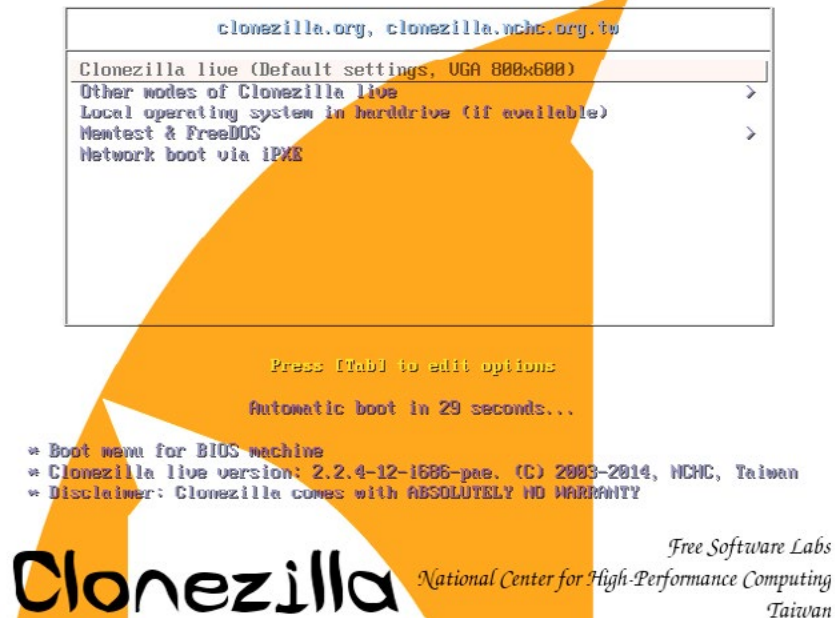 clonezilla.org, clonezilla.nchc.org.tw
Clonezilla live (Default settings, VGA 800x600)
Other modes of Clonezilla live >
Local operating system in harddrive (if available)
Memtest & FreeDOS >
Network boot via iPXE
Press [Tab] to edit options
Automatic boot in 29 seconds...
* Boot menu for BIOS machine
* Clonezilla live version: 2.2.4-12-i686-pae. (C) 2003-2014, NCHC, Taiwan
* Disclaimer: Clonezilla comes with ABSOLUTELY NO WARRANTY
Clonezilla
Free Software Labs
National Center for High-Performance Computing
Taiwan